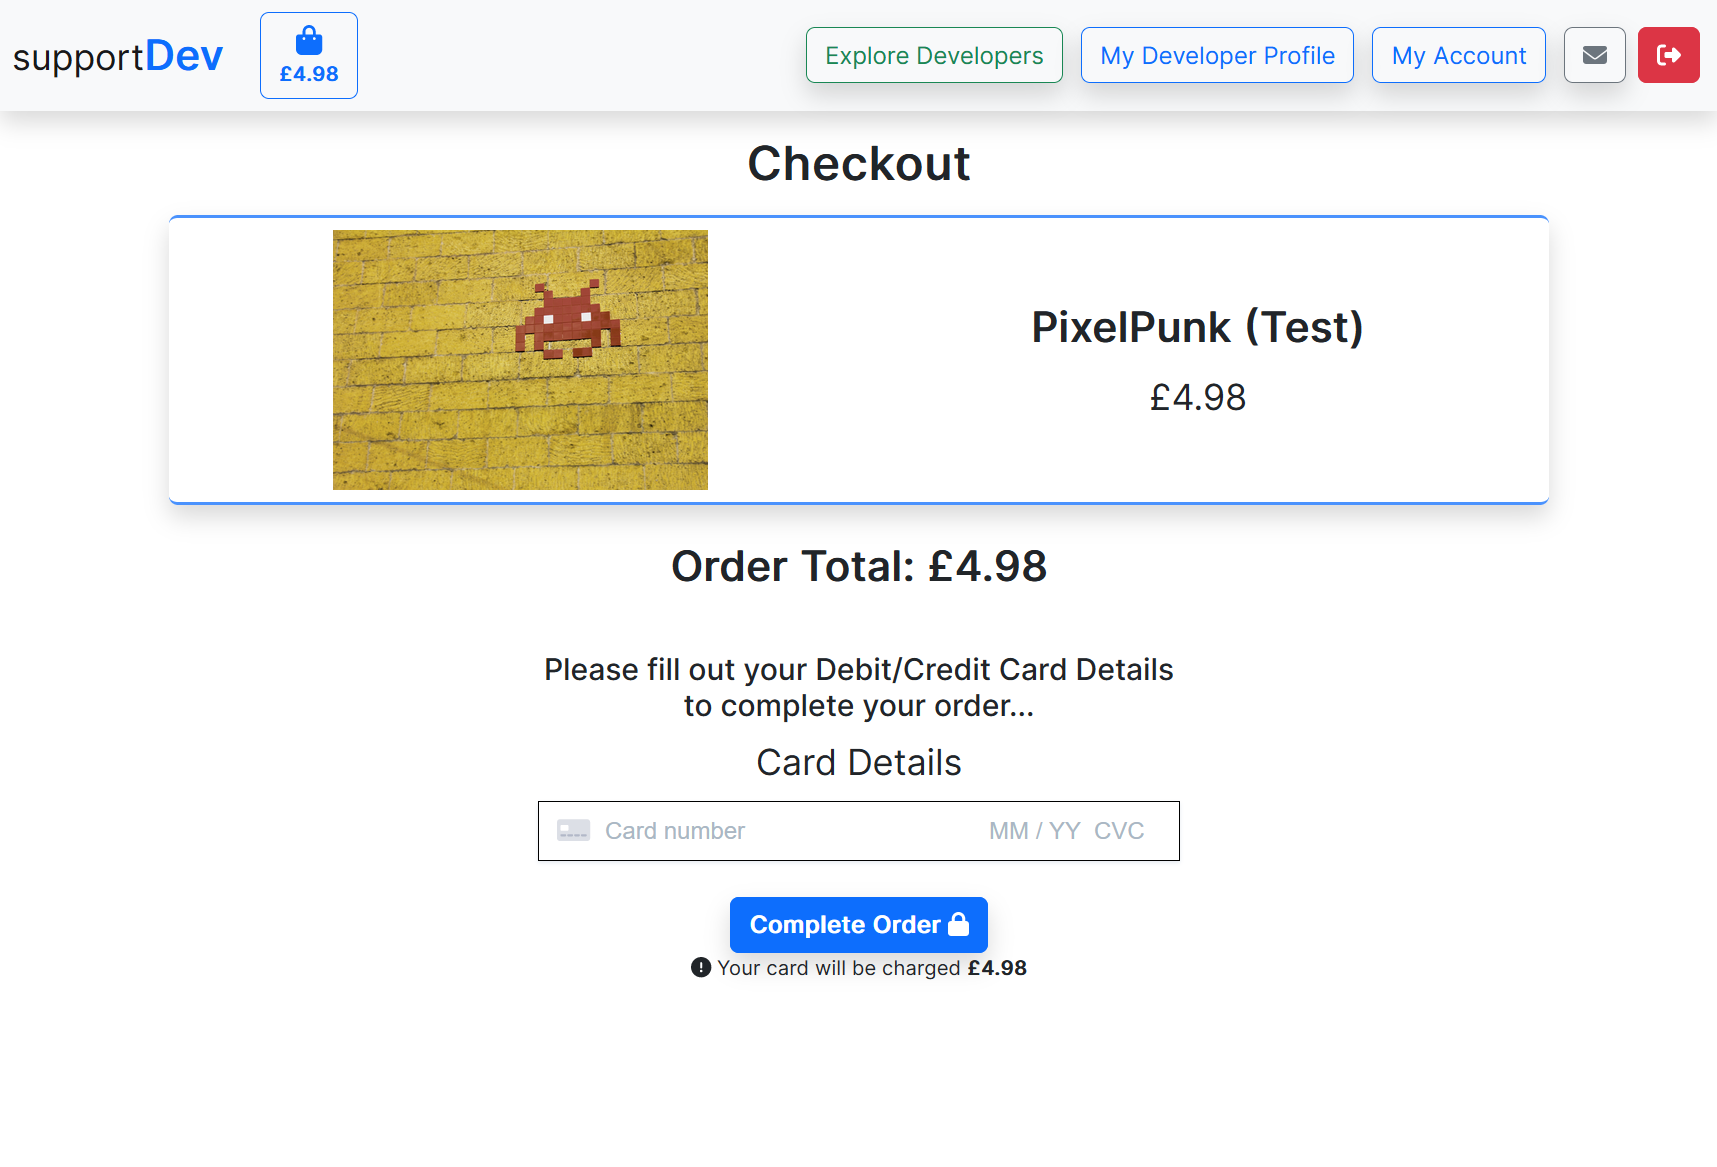 supportDev
£4.98
Explore Developers
My Developer Profile
My Account
Checkout
PixelPunk (Test)
£4.98
Order Total: £4.98
Please fill out your Debit/Credit Card Details
to complete your order...
Card Details
Card number
MM / YY CVC
Complete Order
Your card will be charged £4.98